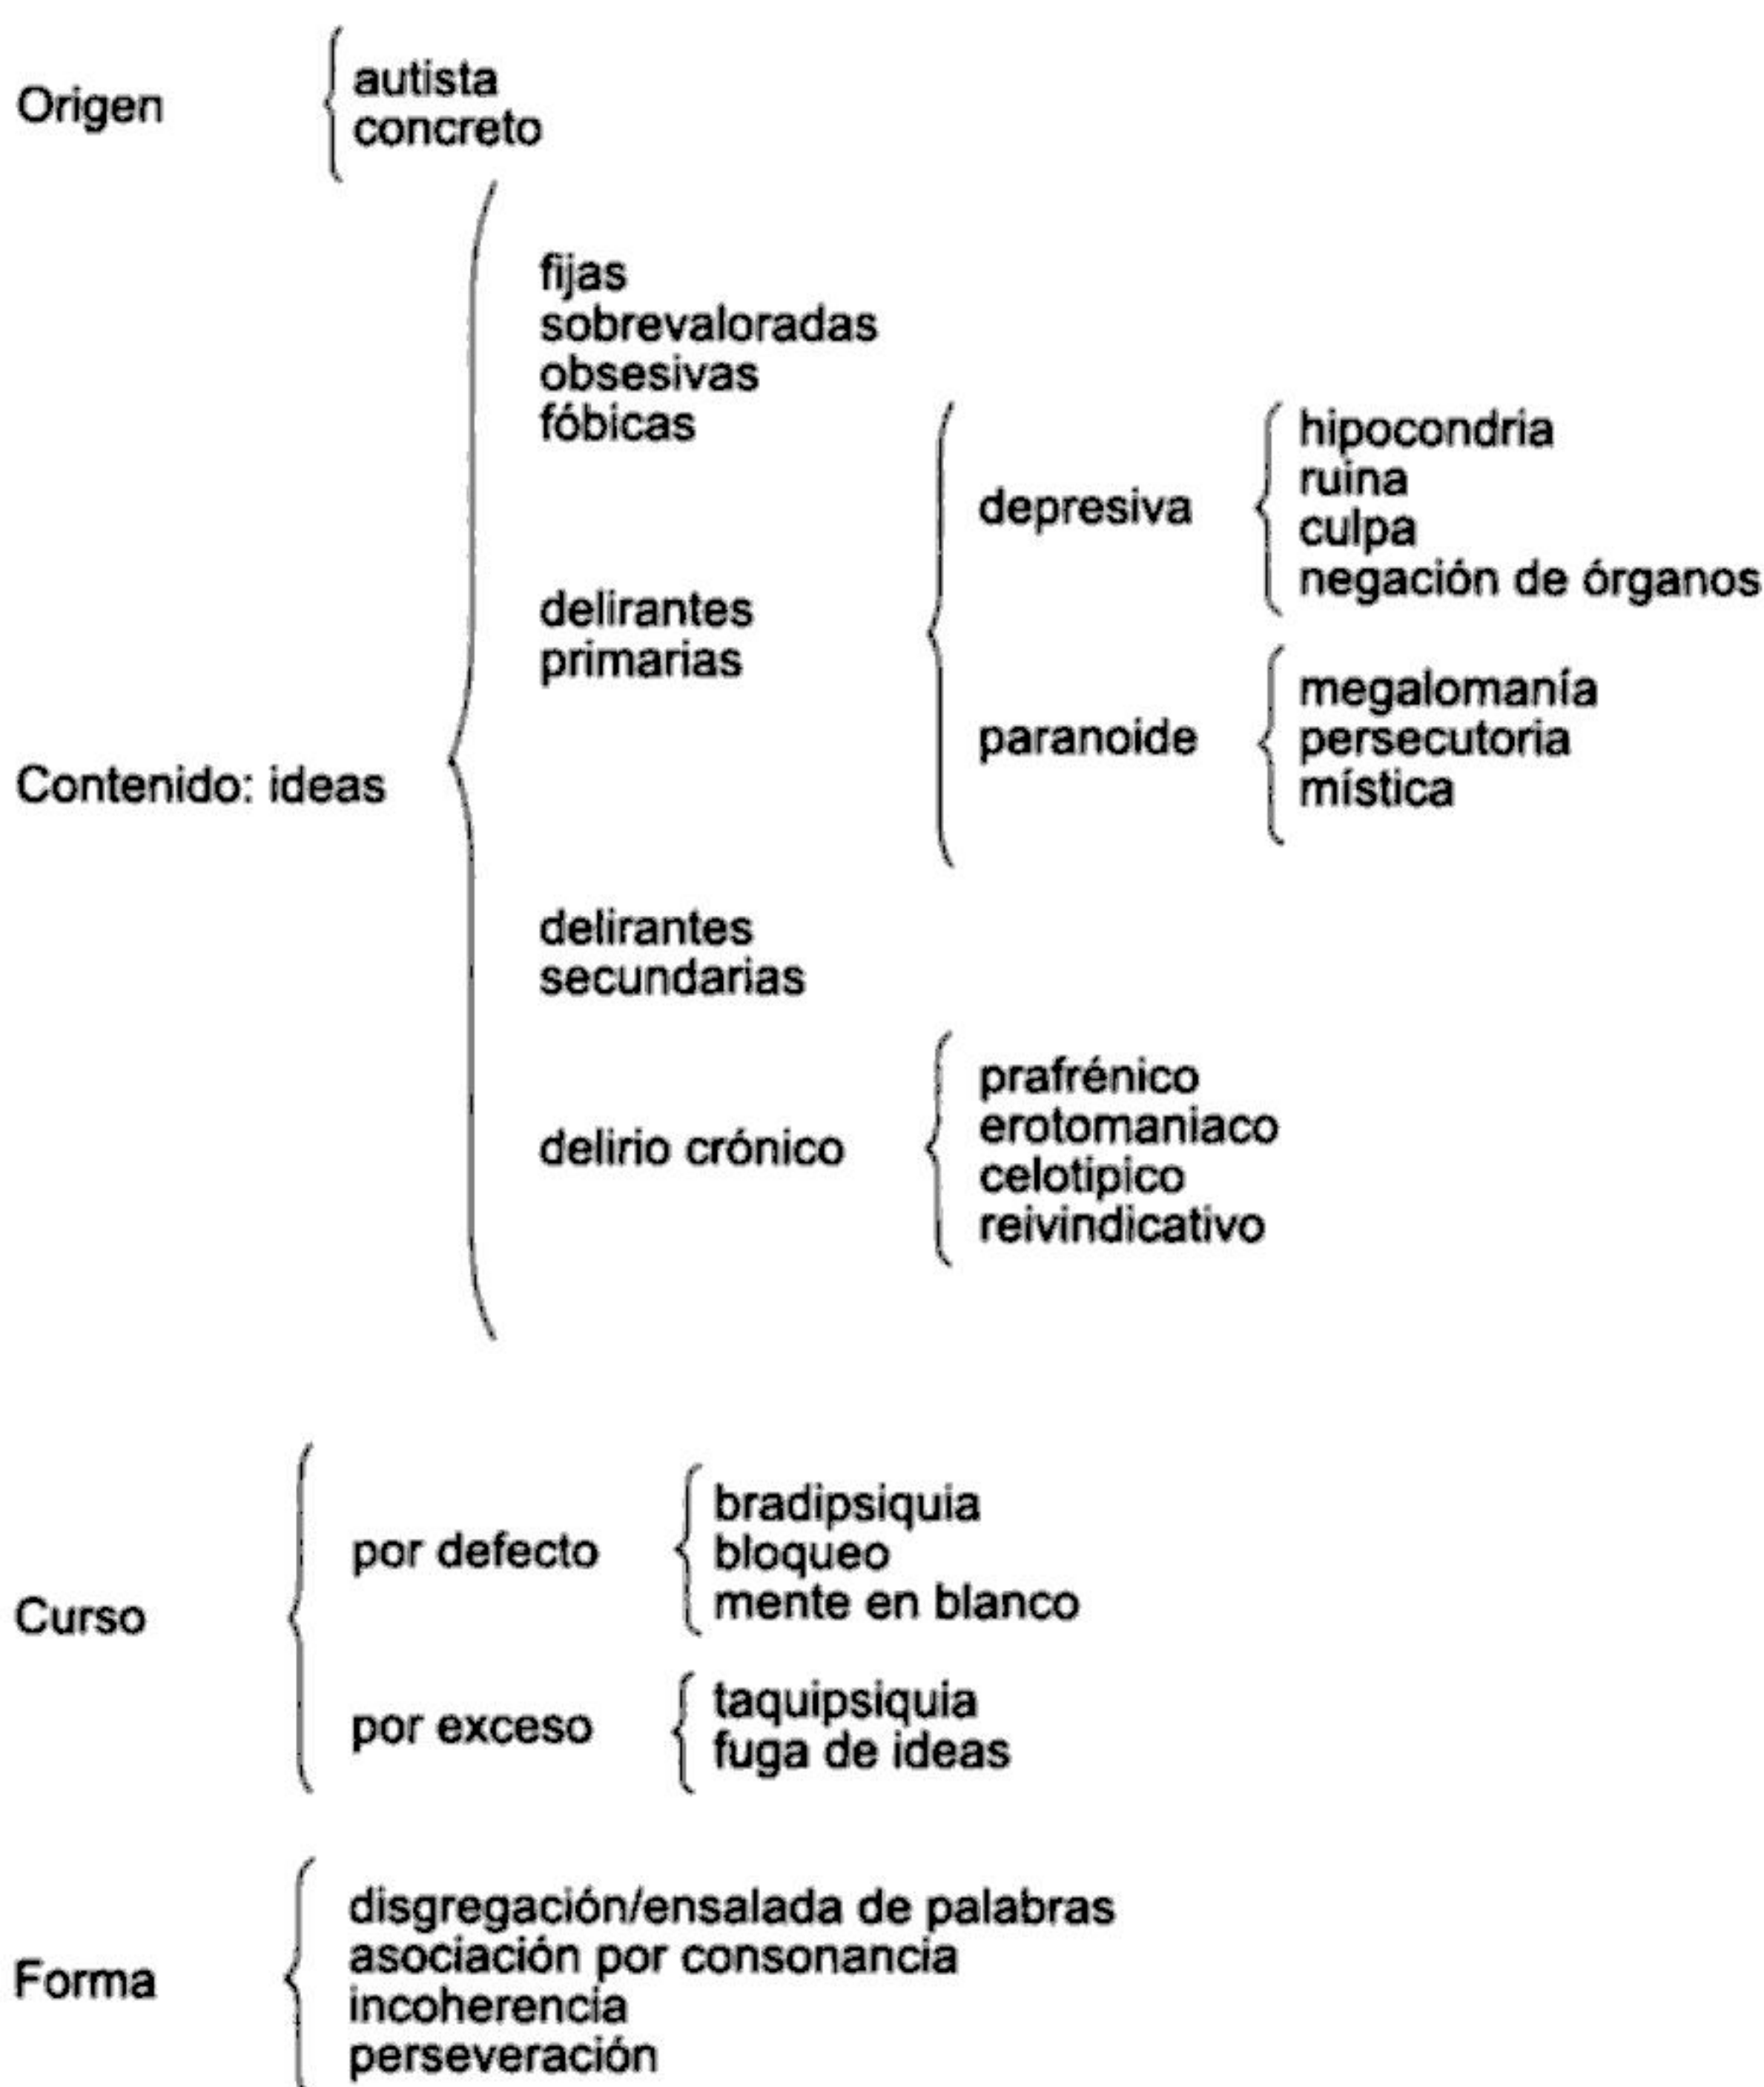 Origen
autista
concreto
Contenido: ideas
fijas
sobrevaloradas
obsesivas
fóbicas
delirantes
primarias
depresiva
hipocondria
ruina
culpa
negación de órganos
paranoide
megalomanía
persecutoria
mística
delirantes
secundarias
delirio crónico
prafrénico
erotomaniaco
celotipico
reivindicativo
Curso
por defecto
bradipsiquia
bloqueo
mente en blanco
por exceso
taquipsiquia
fuga de ideas
Forma
disgregación/ensalada de palabras
asociación por consonancia
incoherencia
perseveración